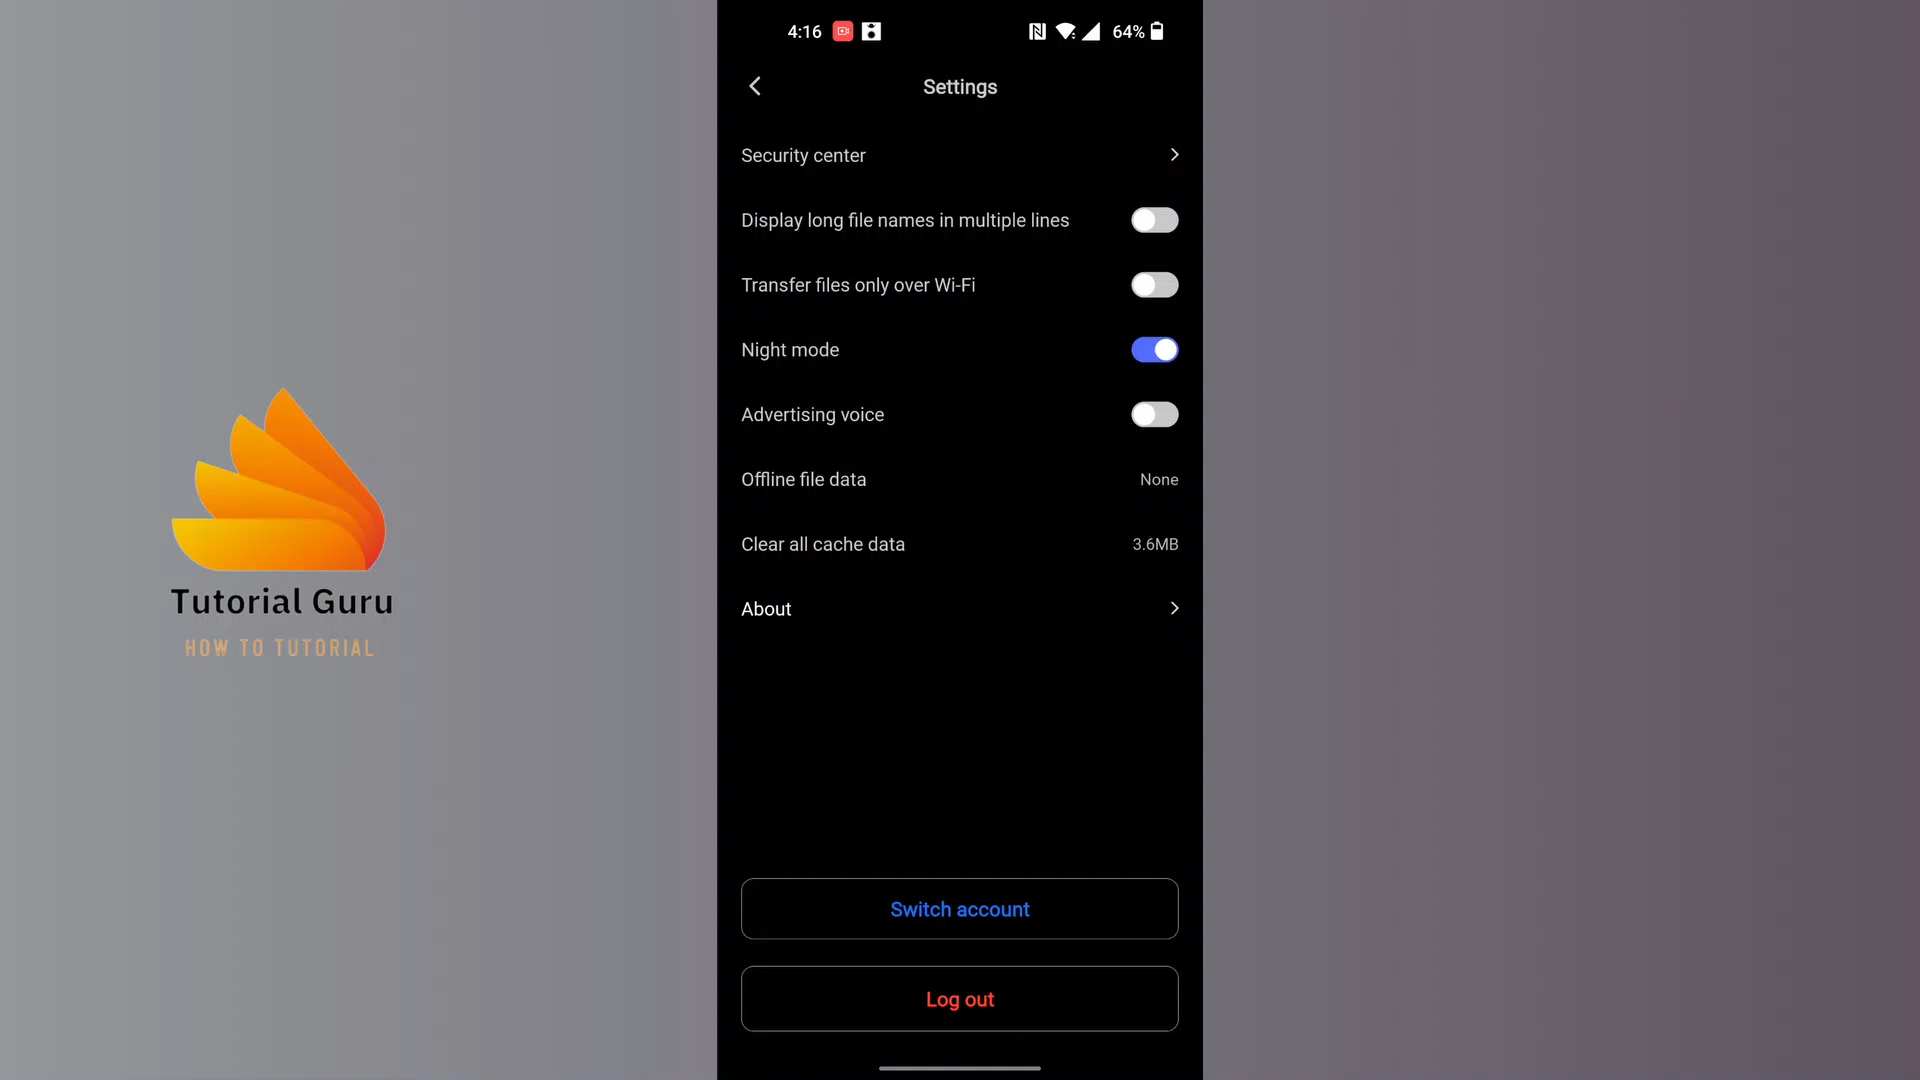 4:16
64%
Settings
Security center
Display long file names in multiple lines
Transfer files only over Wi-Fi
Night mode
Advertising voice
Offline file data
None
Clear all cache data
3.6MB
About
Switch account
Log out
Tutorial Guru
HOW TO TUTORIAL